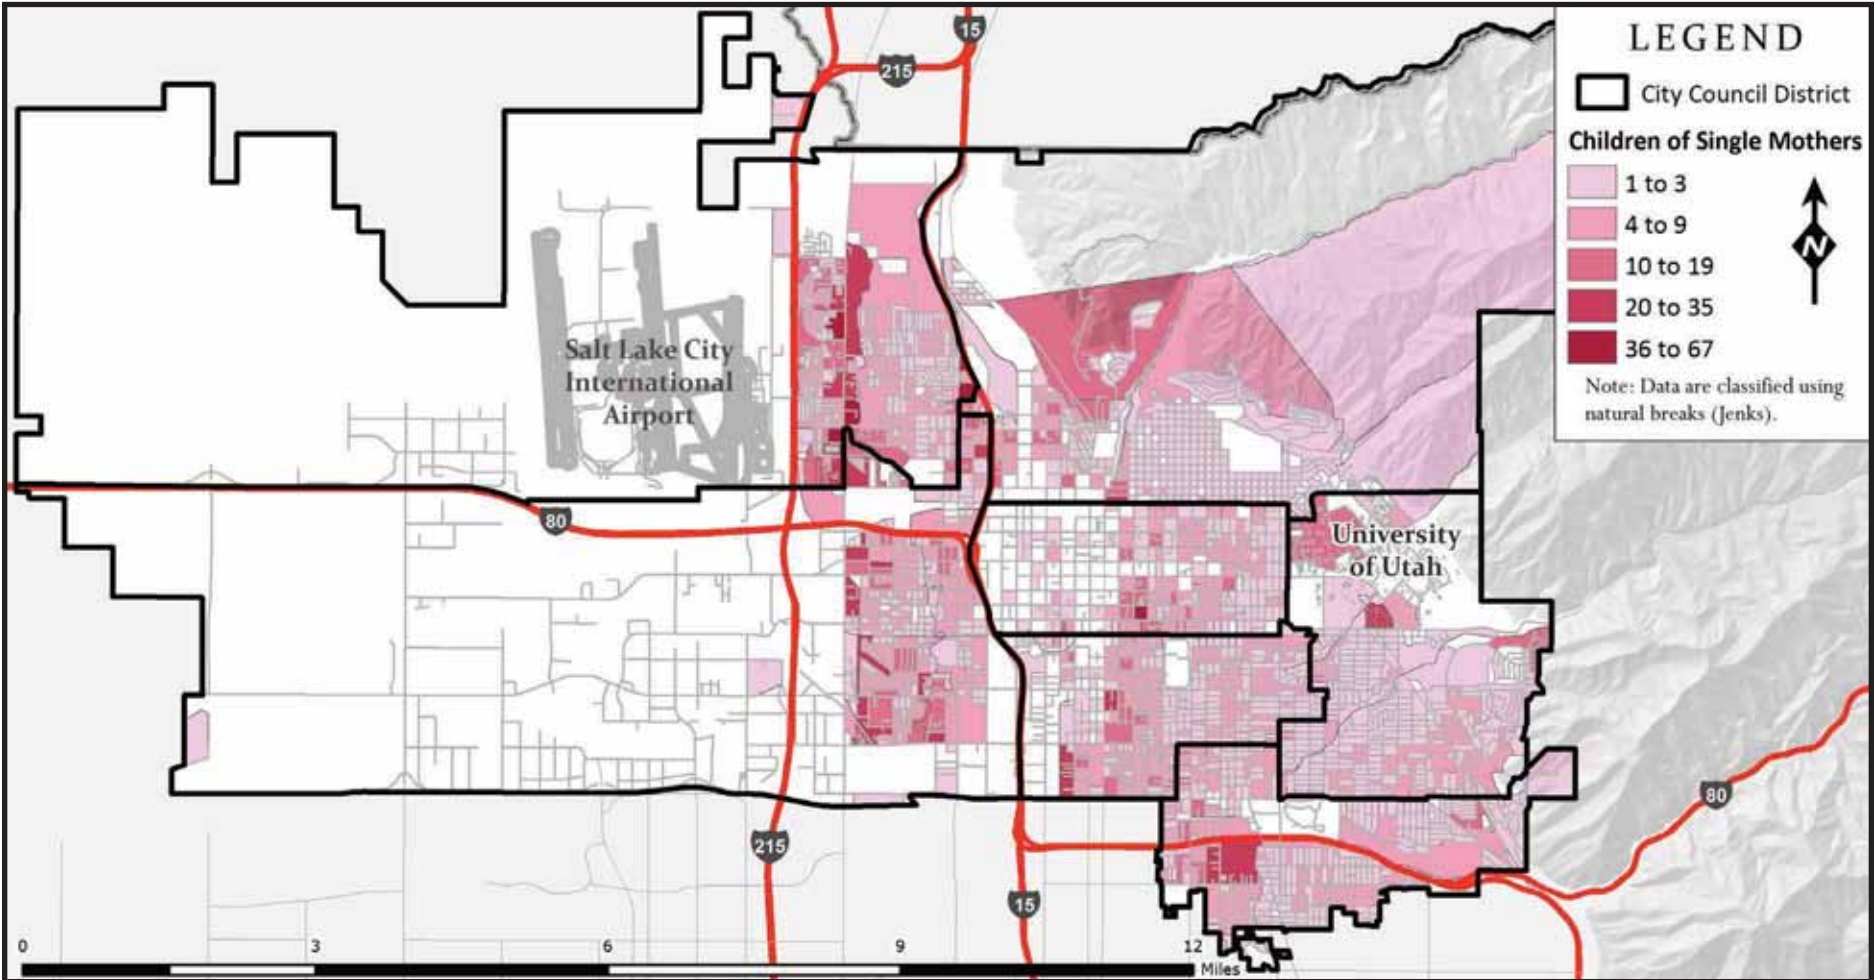 LEGEND
City Council District
Children of Single Mothers
1 to 3
4 to 9
10 to 19
20 to 35
36 to 67
N
Note: Data are classified using
natural breaks (Jenks).
15
215
Salt Lake City
International
Airport
80
University
of Utah
80
215
15
0 3 6 9 12
Miles